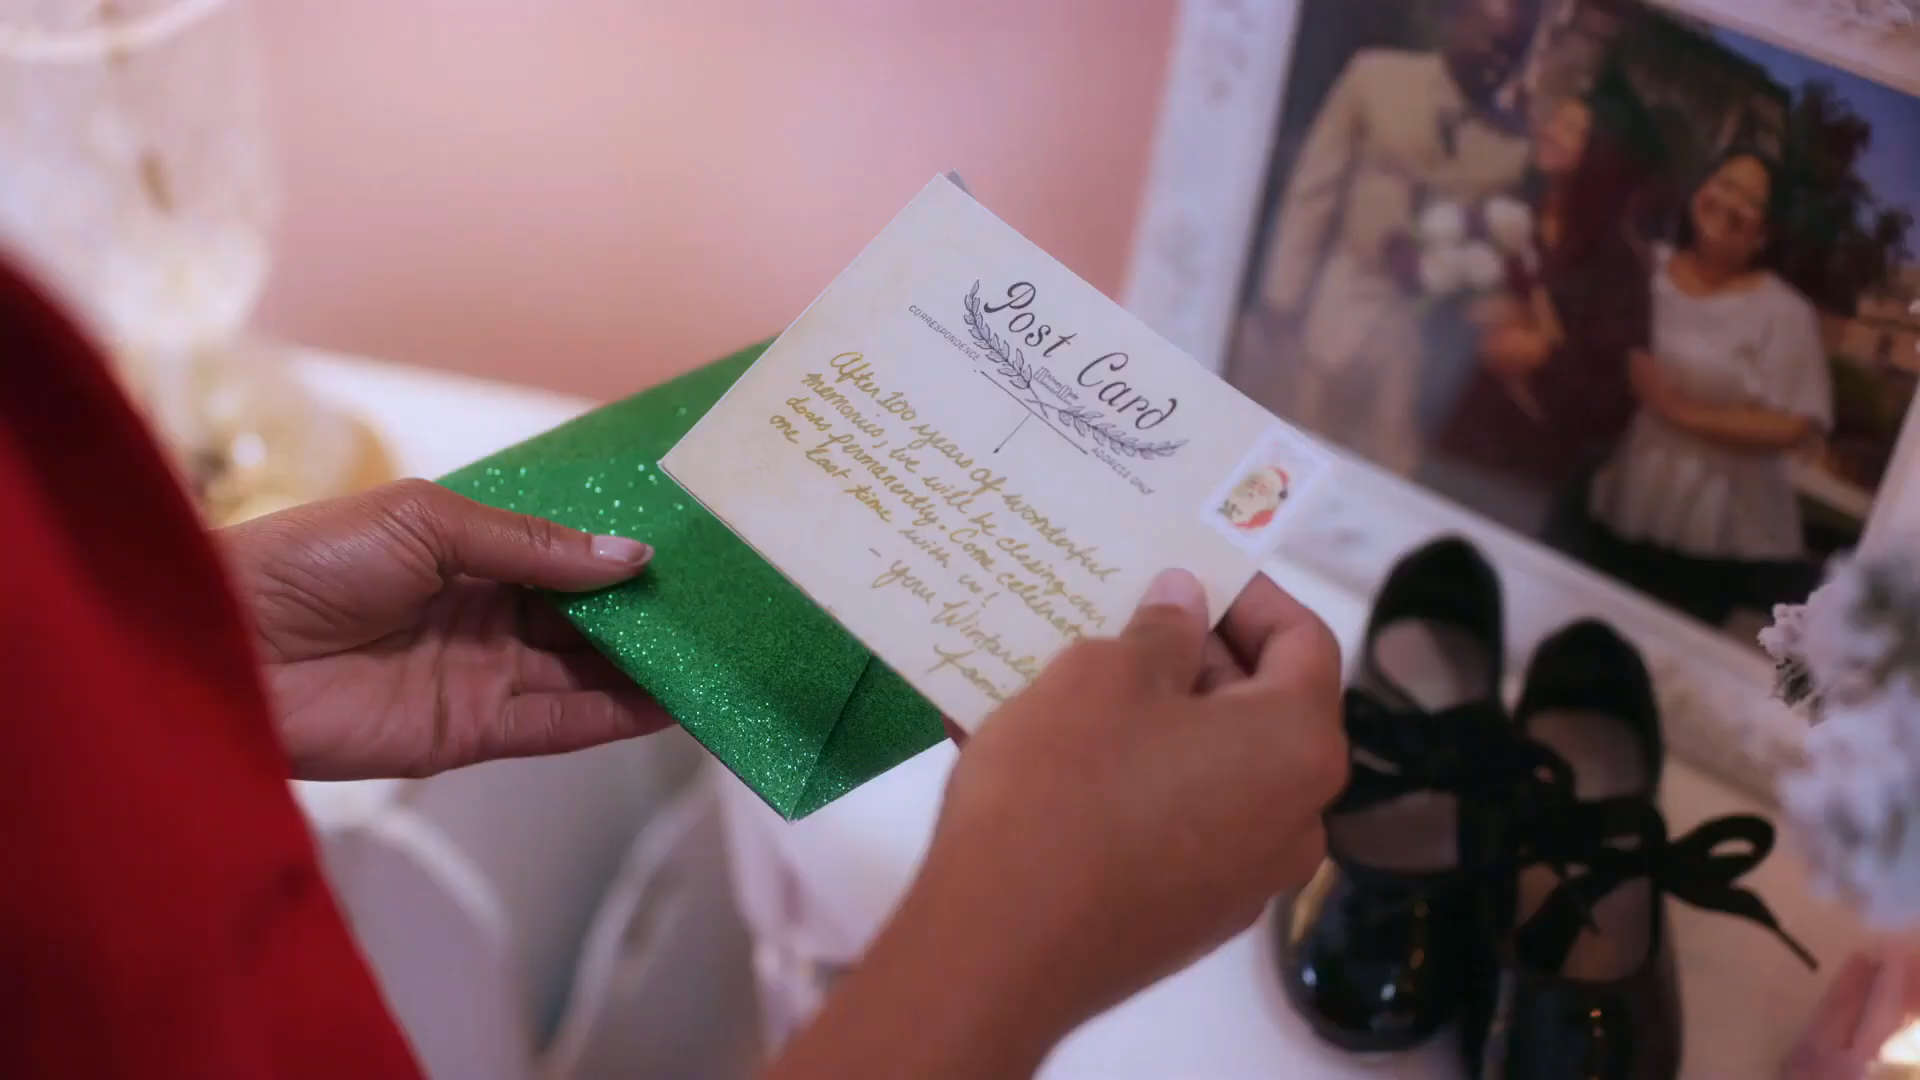 Post Card
CORRESPONDENCE
ADDRESS ONLY
After 100 years of wonderful
memories, we will be closing our
doors permanently. Come celebrate
one last time with us!
- your